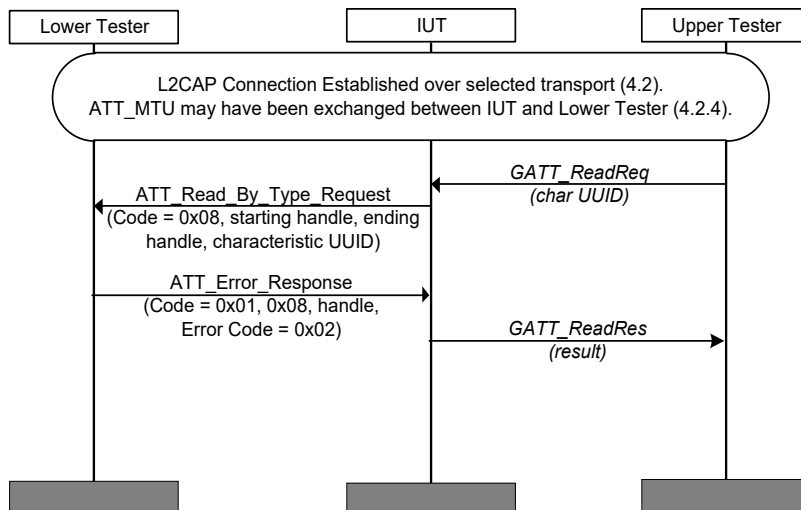 Lower Tester
IUT
Upper Tester
L2CAP Connection Established over selected transport (4.2).
ATT_MTU may have been exchanged between IUT and Lower Tester (4.2.4).
GATT_ReadReq
(char UUID)
ATT_Read_By_Type_Request
(Code = 0x08, starting handle, ending
handle, characteristic UUID)
ATT_Error_Response
(Code = 0x01, 0x08, handle,
Error Code = 0x02)
GATT_ReadRes
(result)